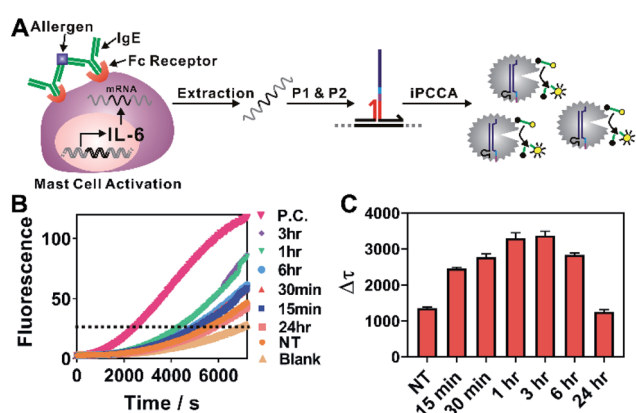 A
Allergen
IgE
Fc Receptor
mRNA
IL-6
Mast Cell Activation
Extraction
P1 & P2
iPCCA
B
Fluorescence
100
50
0
0 2000 4000 6000
Time / s
P.C.
3hr
1hr
6hr
30min
15min
24hr
NT
Blank
C
Δτ
4000
3000
2000
1000
0
NT
15 min
30 min
1 hr
3 hr
6 hr
24 hr